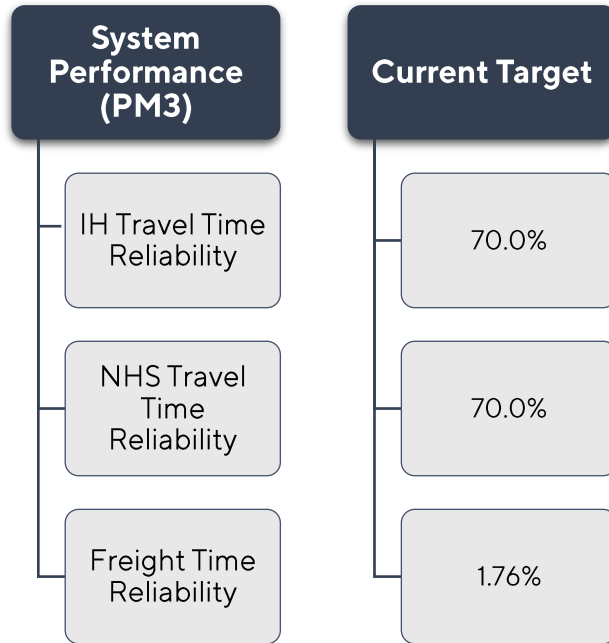 System
Performance
(PM3)
Current Target
IH Travel Time
Reliability
70.0%
NHS Travel
Time
Reliability
70.0%
Freight Time
Reliability
1.76%